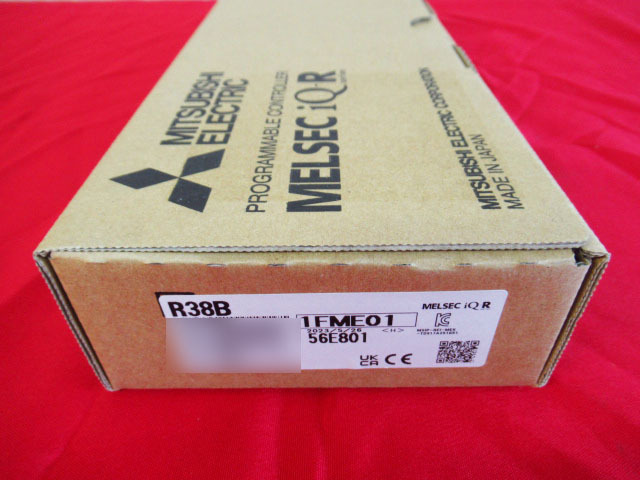 MITSUBISHI
ELECTRIC
PROGRAMMABLE CONTROLLER
MELSEC iQ-R
MITSUBISHI ELECTRIC CORPORATION
MADE IN JAPAN
R38B
MELSEC iQ-R
1FME01
2023/5/26 <H>
56E801
UK
CA
CE